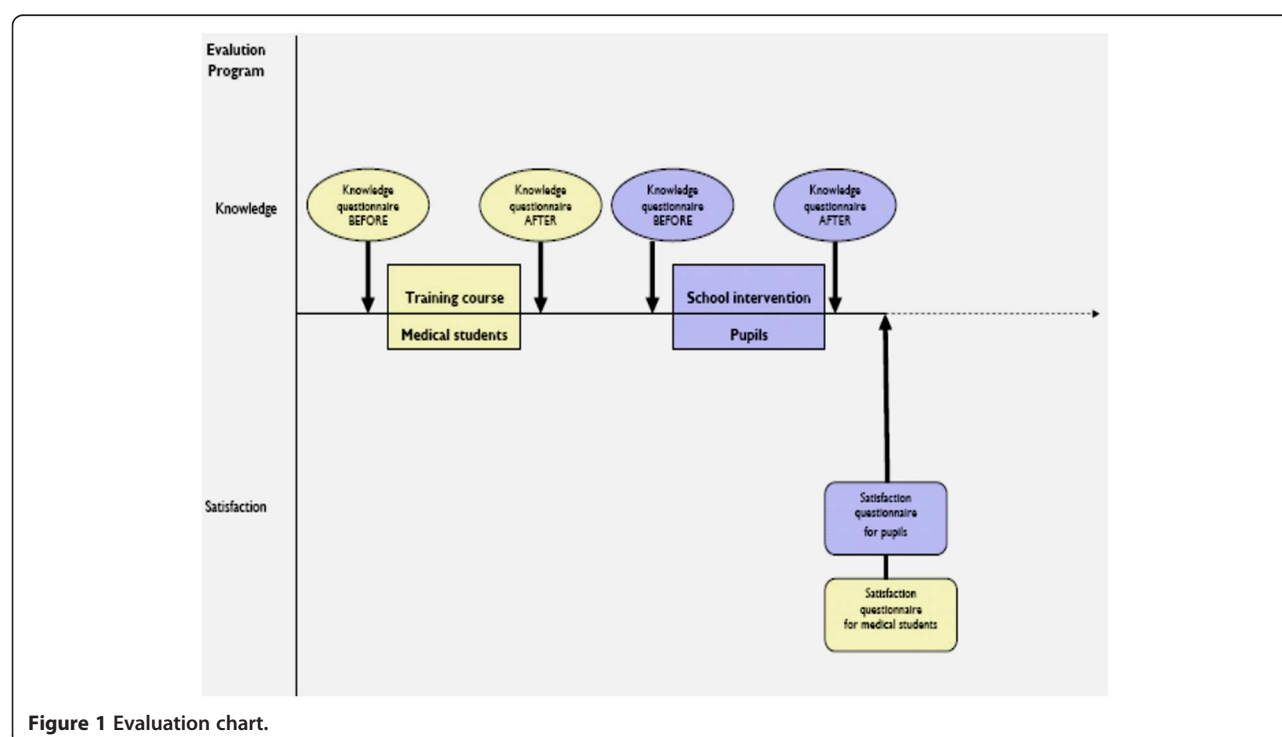 Evalution
Program
Knowledge
Knowledge
questionnaire
BEFORE
Knowledge
questionnaire
AFTER
Knowledge
questionnaire
BEFORE
Knowledge
questionnaire
AFTER
Training course
Medical students
School intervention
Pupils
Satisfaction
Satisfaction
questionnaire
for pupils
Satisfaction
questionnaire
for medical students
Figure 1 Evaluation chart.